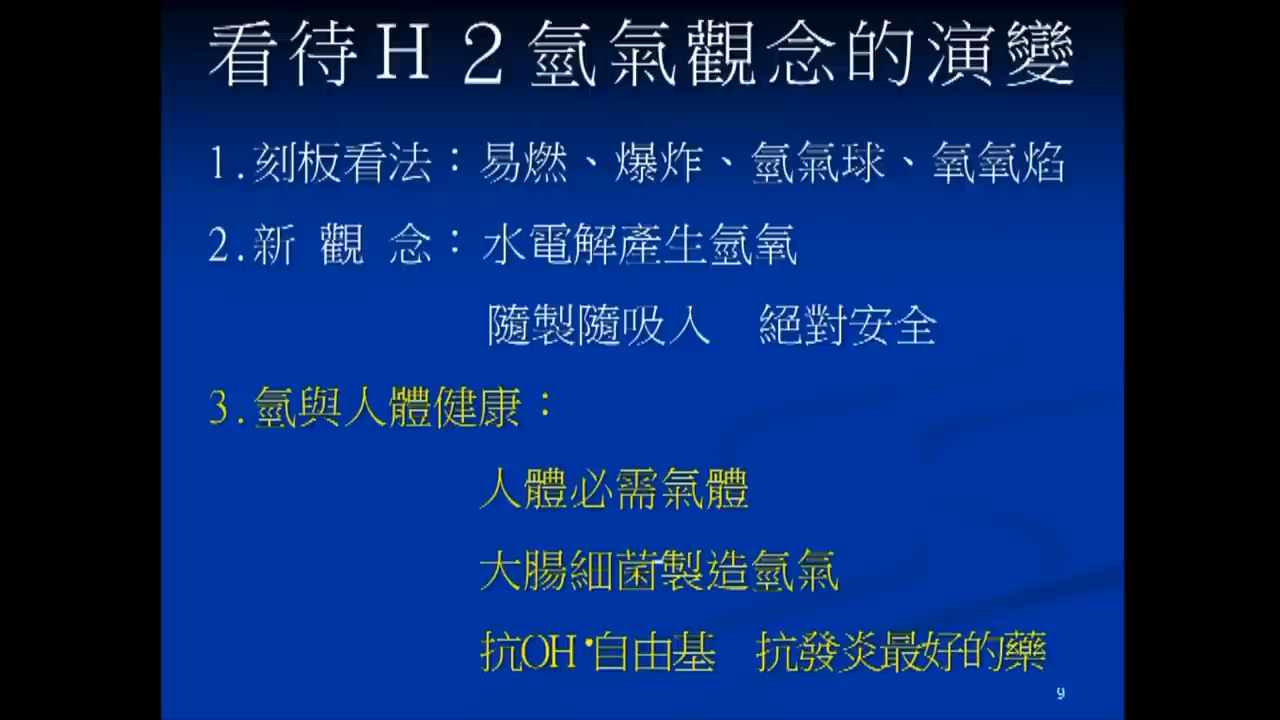 看待H2氫氣觀念的演變
1.刻板看法：易燃、爆炸、氫氣球、氧氧焰
2.新 觀 念：水電解產生氫氧
隨製隨吸入　絕對安全
3.氫與人體健康：
人體必需氣體
大腸細菌製造氫氣
抗OH•自由基　抗發炎最好的藥
9